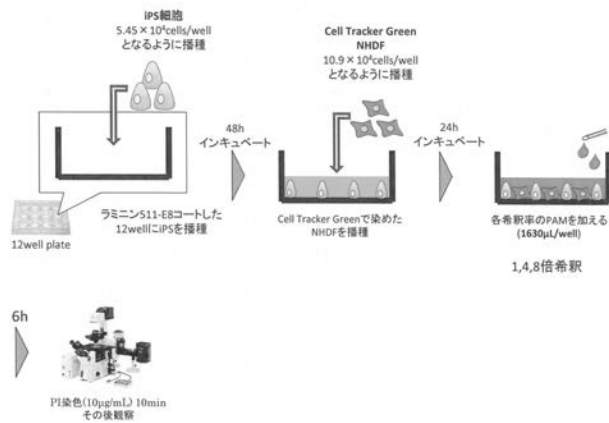 iPS細胞
5.45×10⁴cells/well
となるように播種
12well plate
ラミニン511-E8コートした
12wellにiPSを播種
48h
インキュベート
Cell Tracker Green
NHDF
10.9×10⁴cells/well
となるように播種
Cell Tracker Greenで染めた
NHDFを播種
24h
インキュベート
各希釈率のPAMを加える
(1630μL/well)
1,4,8倍希釈
6h
PI染色(10μg/mL) 10min
その後観察